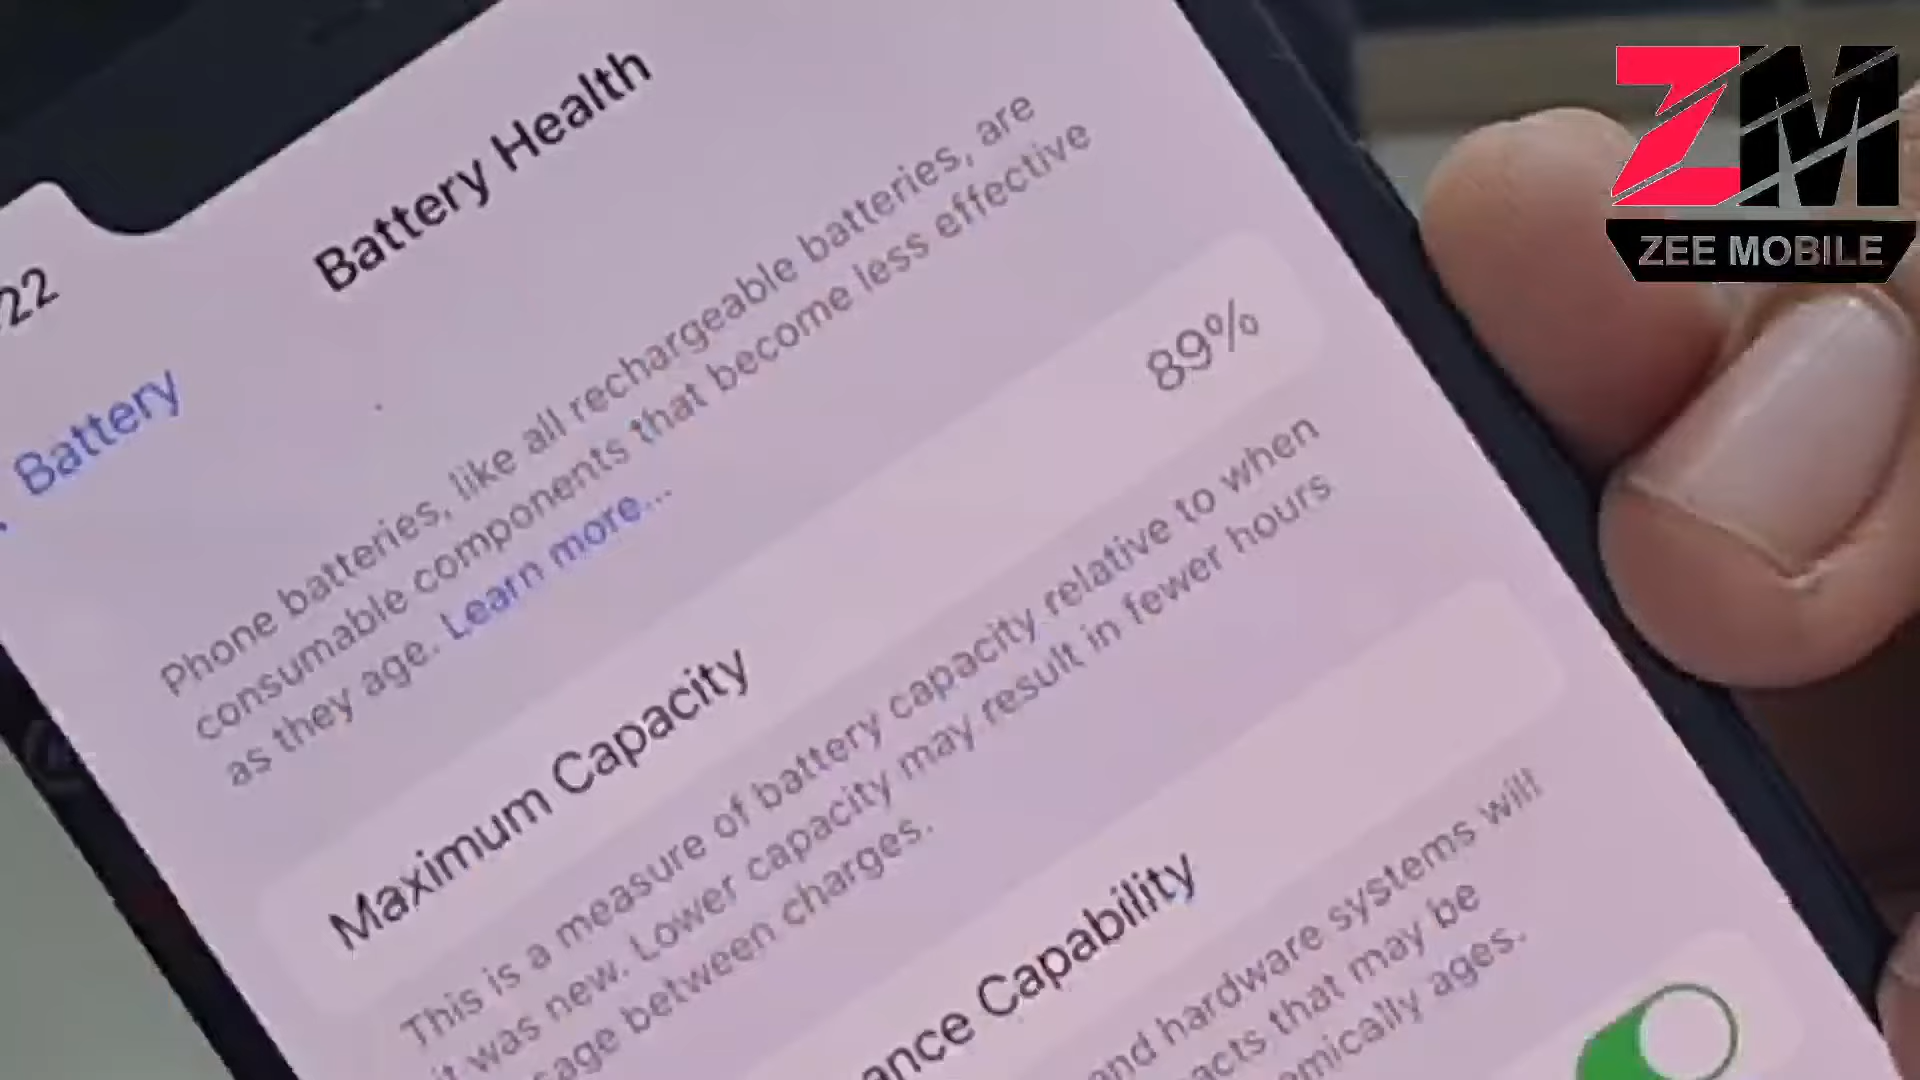 ZM
ZEE MOBILE
22
Battery
Battery Health
Phone batteries, like all rechargeable batteries, are
consumable components that become less effective
as they age. Learn more...
Maximum Capacity 89%
This is a measure of battery capacity relative to when
it was new. Lower capacity may result in fewer hours
sage between charges.
ance Capability
and hardware systems will
acts that may be
emically ages.